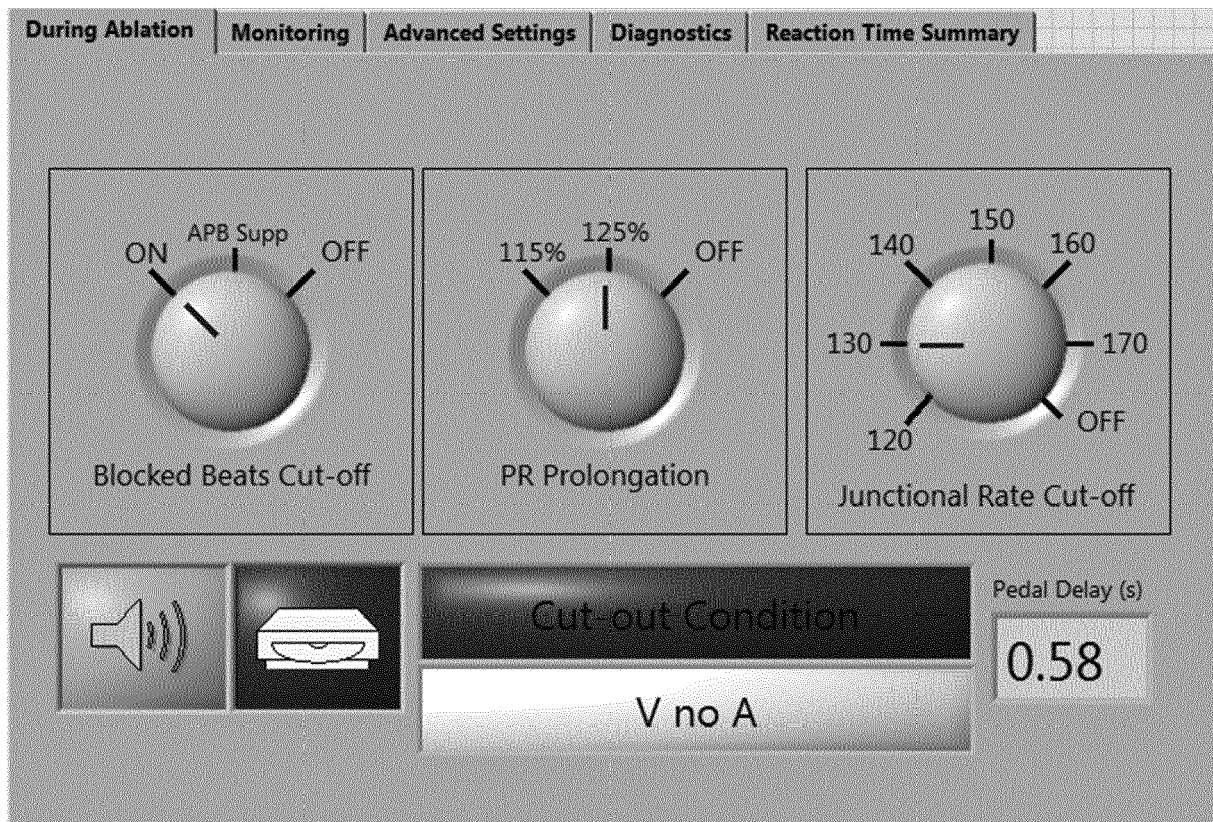 During Ablation
Monitoring
Advanced Settings
Diagnostics
Reaction Time Summary
ON
APB Supp
OFF
Blocked Beats Cut-off
115%
125%
OFF
PR Prolongation
120
130
140
150
160
170
OFF
Junctional Rate Cut-off
Cut-out Condition
V no A
Pedal Delay (s)
0.58